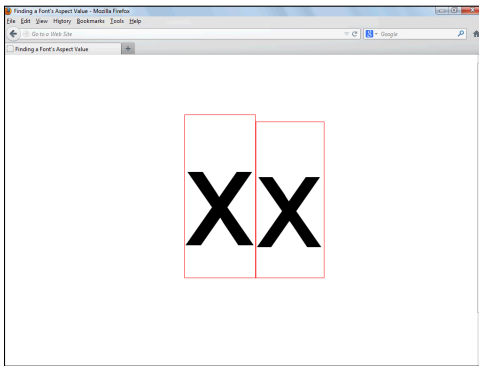 Finding a Font's Aspect Value - Mozilla Firefox
File Edit View History Bookmarks Tools Help
Go to a Web Site
Google
Finding a Font's Aspect Value
xx